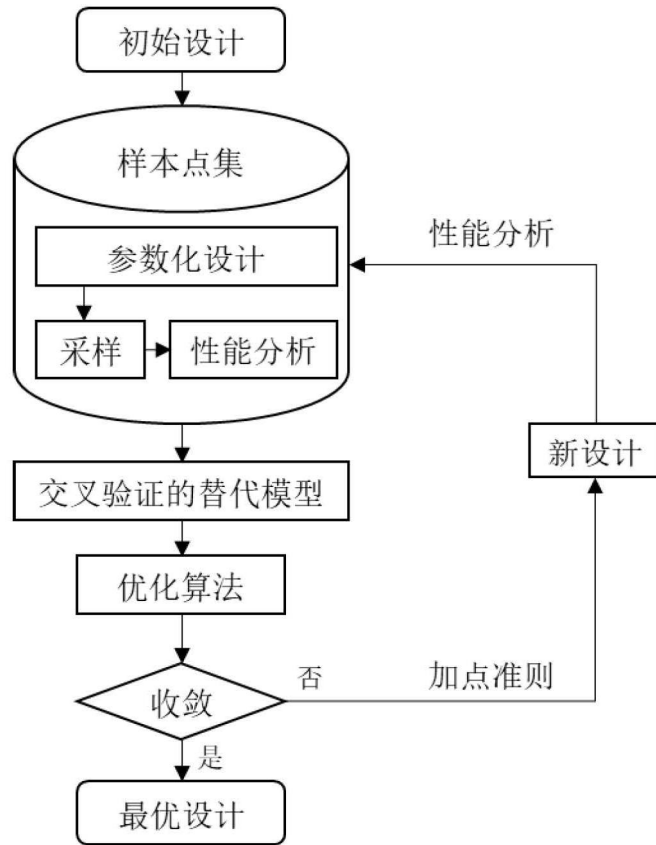 初始设计
样本点集
参数化设计
采样
性能分析
性能分析
新设计
交叉验证的替代模型
优化算法
收敛
否
加点准则
是
最优设计